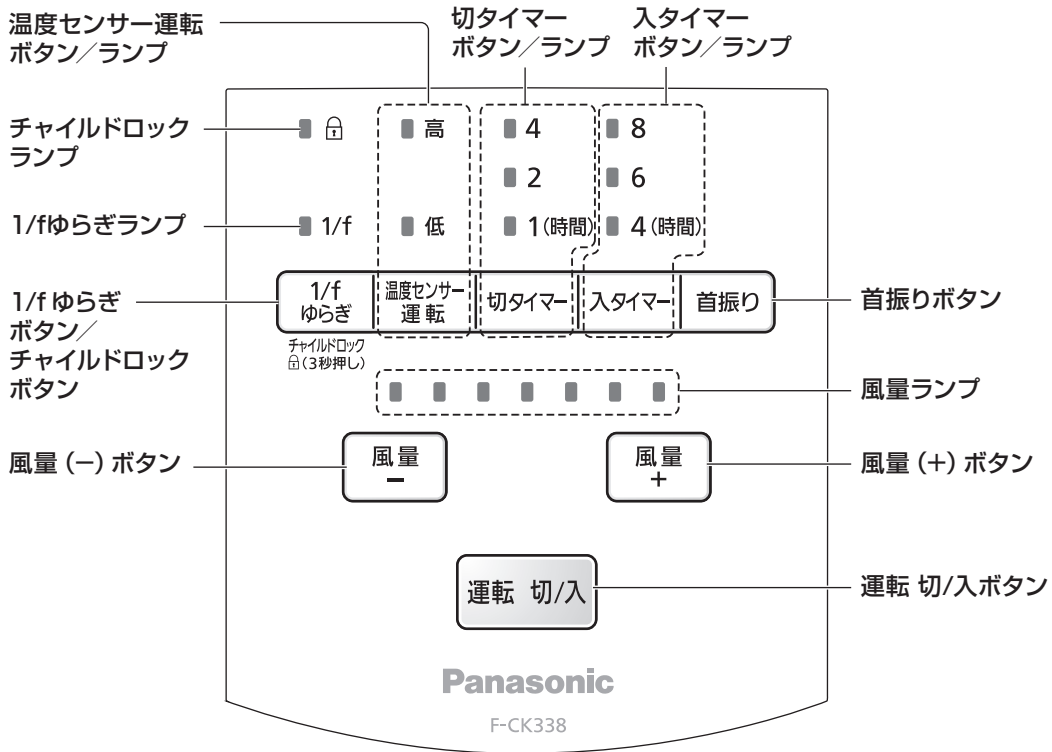 温度センサー運転
ボタン／ランプ
切タイマー
ボタン／ランプ
入タイマー
ボタン／ランプ
チャイルドロック
ランプ
高
4
8
2
6
1/fゆらぎランプ
1/f
低
1(時間)
4(時間)
1/f ゆらぎ
ボタン／
チャイルドロック
ボタン
1/f
ゆらぎ
温度センサー
運転
切タイマー
入タイマー
首振り
首振りボタン
チャイルドロック
(3秒押し)
風量ランプ
風量（−）ボタン
風量
−
風量
+
風量（+）ボタン
運転 切/入
運転 切/入ボタン
Panasonic
F-CK338